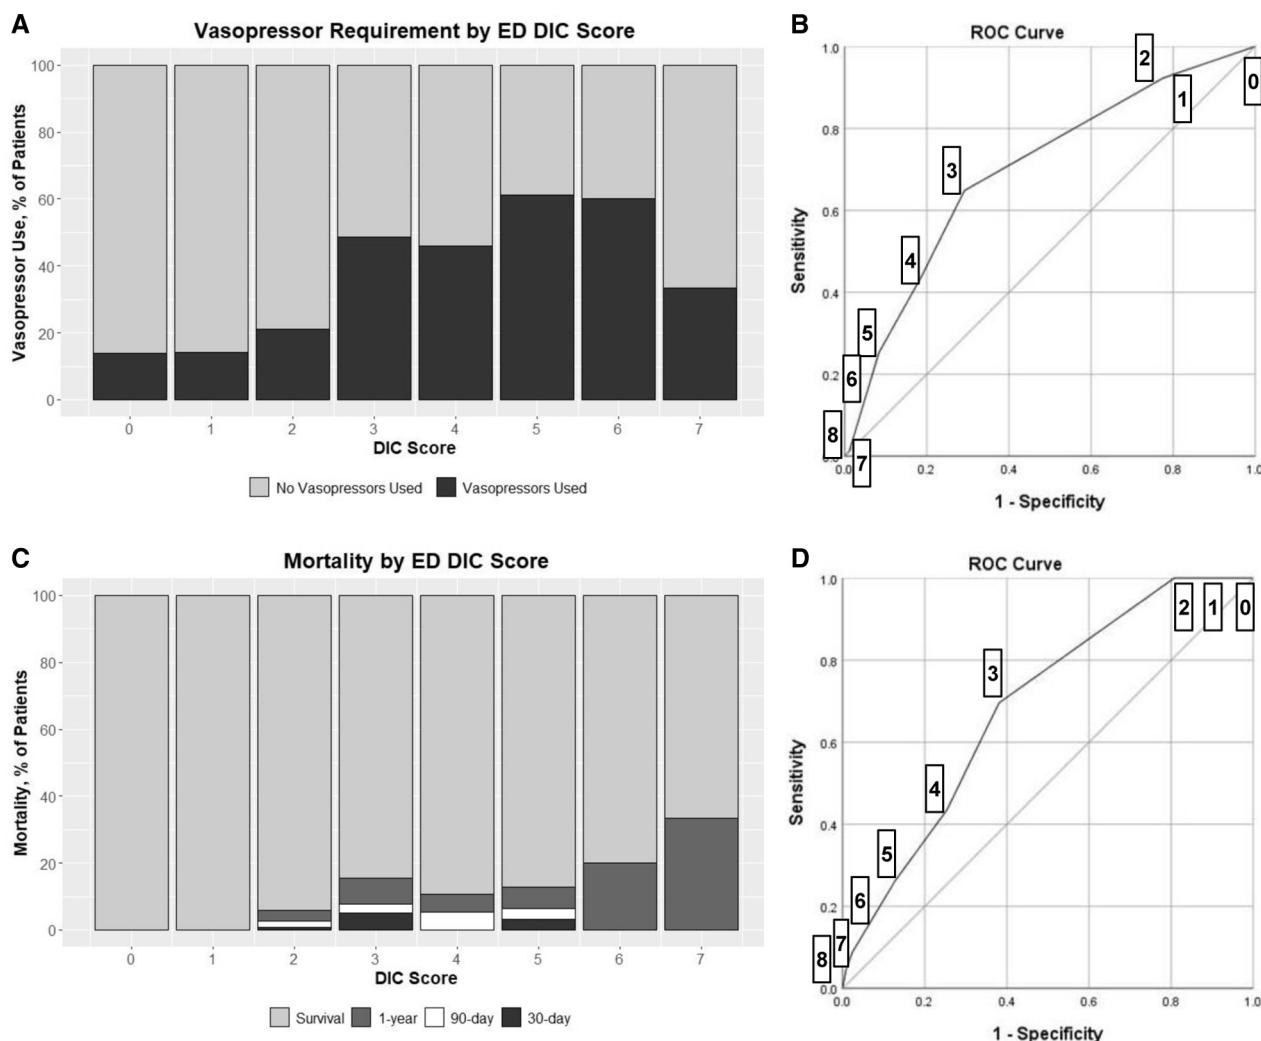 A
Vasopressor Requirement by ED DIC Score
Vasopressor Use, % of Patients
100
80
60
40
20
0
0 1 2 3 4 5 6 7
DIC Score
No Vasopressors Used Vasopressors Used
B
ROC Curve
Sensitivity
1.0
0.8
0.6
0.4
0.2
0.0
2
1
0
3
4
5
6
8
7
0.0 0.2 0.4 0.6 0.8 1.0
1 - Specificity
C
Mortality by ED DIC Score
Mortality, % of Patients
100
80
60
40
20
0
0 1 2 3 4 5 6 7
DIC Score
Survival 1-year 90-day 30-day
D
ROC Curve
Sensitivity
1.0
0.8
0.6
0.4
0.2
0.0
2 1 0
3
4
5
6
7
8
0.0 0.2 0.4 0.6 0.8 1.0
1 - Specificity